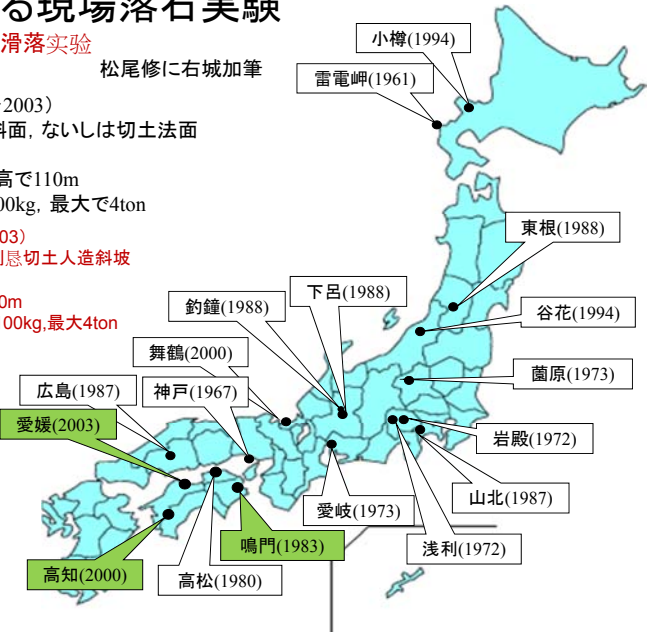 る現場落石実験
滑落实验
松尾修に右城加筆
2003）
斜面，ないしは切土法面
高で110m
00kg，最大で4ton
03）
恳切土人造斜坡
0m
00kg,最大4ton
小樽(1994)
雷電岬(1961)
東根(1988)
下呂(1988)
釣鐘(1988)
谷花(1994)
舞鶴(2000)
薗原(1973)
広島(1987)
神戸(1967)
愛媛(2003)
岩殿(1972)
山北(1987)
愛岐(1973)
鳴門(1983)
浅利(1972)
高知(2000)
高松(1980)